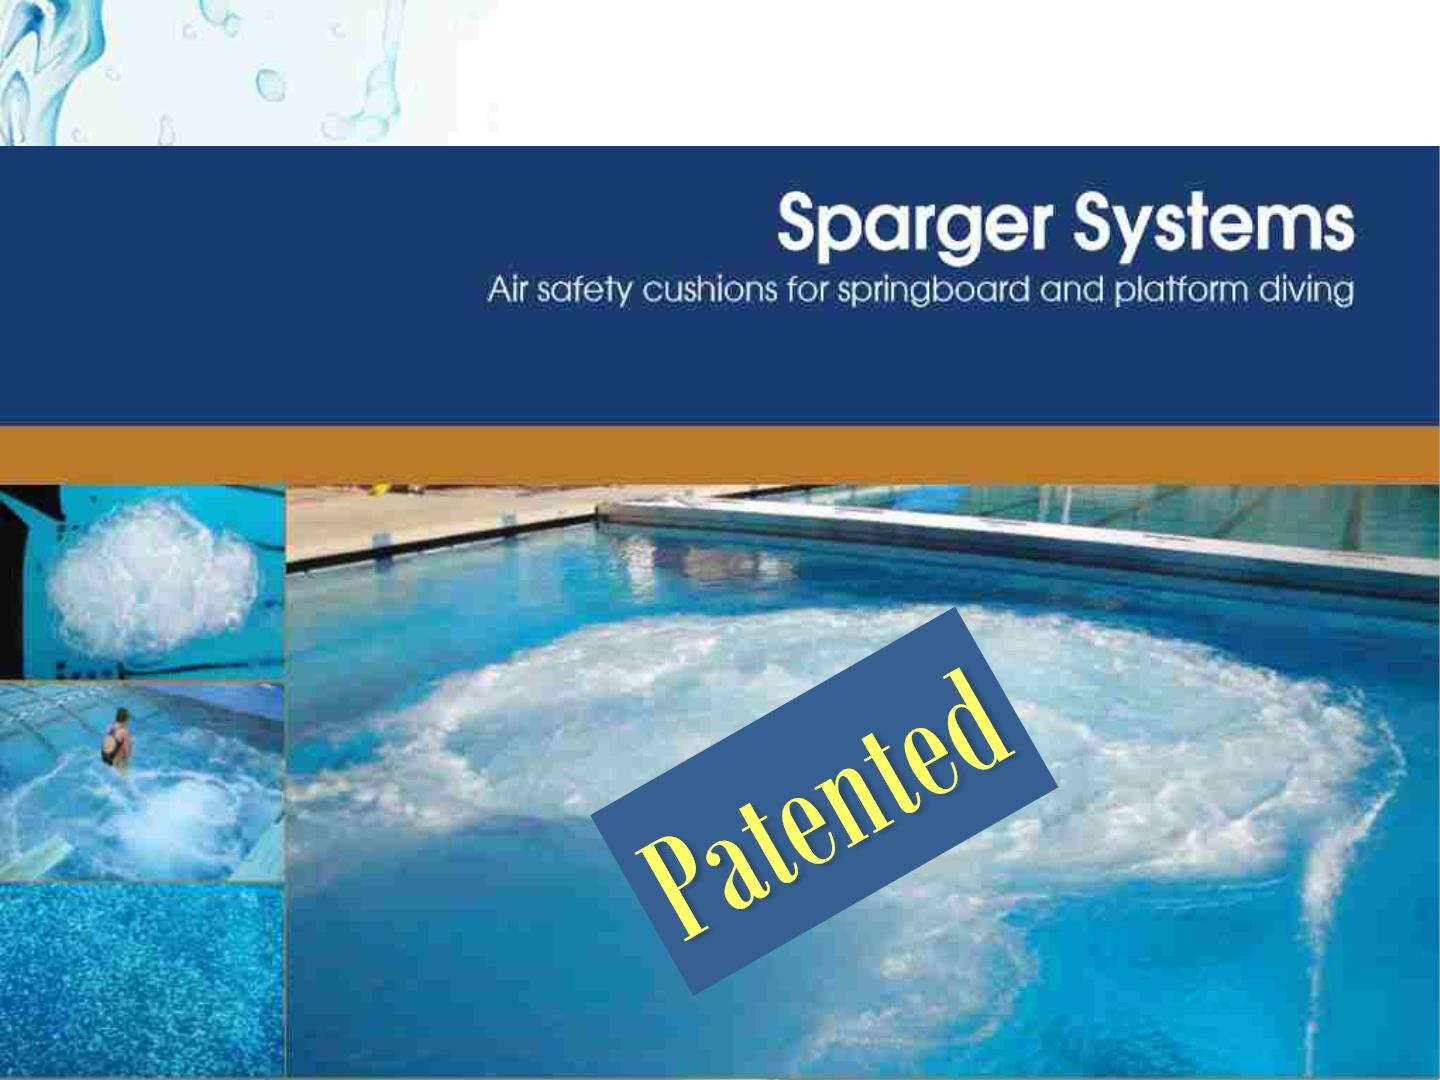 Sparger Systems
Air safety cushions for springboard and platform diving
Patented